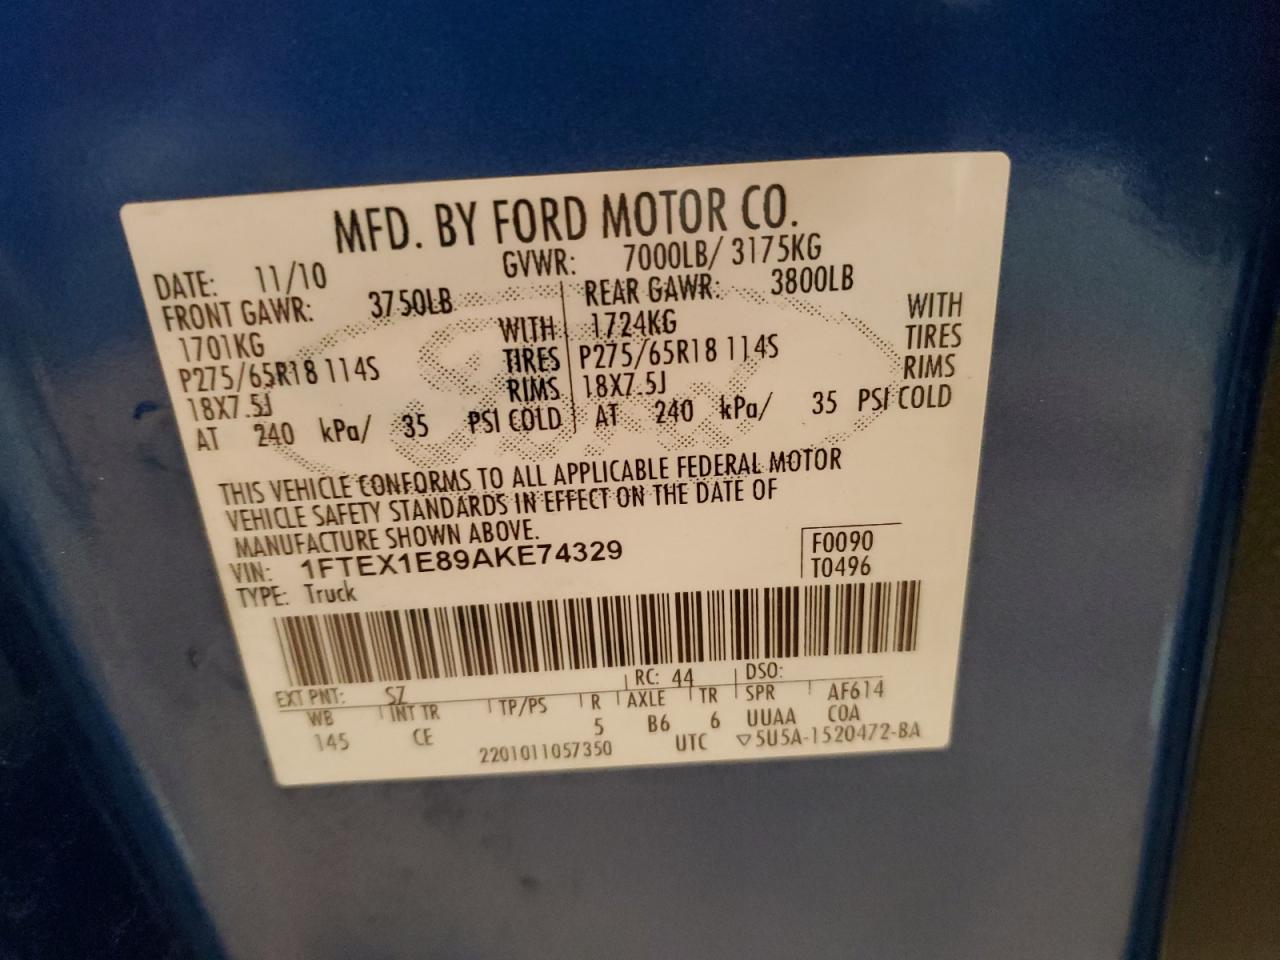 MFD. BY FORD MOTOR CO.
DATE: 11/10 GVWR: 7000LB/ 3175KG
FRONT GAWR: 3750LB REAR GAWR: 3800LB
1701KG WITH 1724KG WITH
P275/65R18 114S TIRES P275/65R18 114S TIRES
18X7.5J RIMS 18X7.5J RIMS
AT 240 kPa/ 35 PSI COLD AT 240 kPa/ 35 PSI COLD
THIS VEHICLE CONFORMS TO ALL APPLICABLE FEDERAL MOTOR
VEHICLE SAFETY STANDARDS IN EFFECT ON THE DATE OF
MANUFACTURE SHOWN ABOVE.
VIN: 1FTEX1E89AKE74329 F0090
TYPE: Truck T0496
EXT PNT: SZ RC: 44 DSO:
WB INT TR TP/PS R AXLE TR SPR AF614
145 CE 5 B6 6 UUAA COA
2201011057350 UTC ▽5U5A-1520472-BA